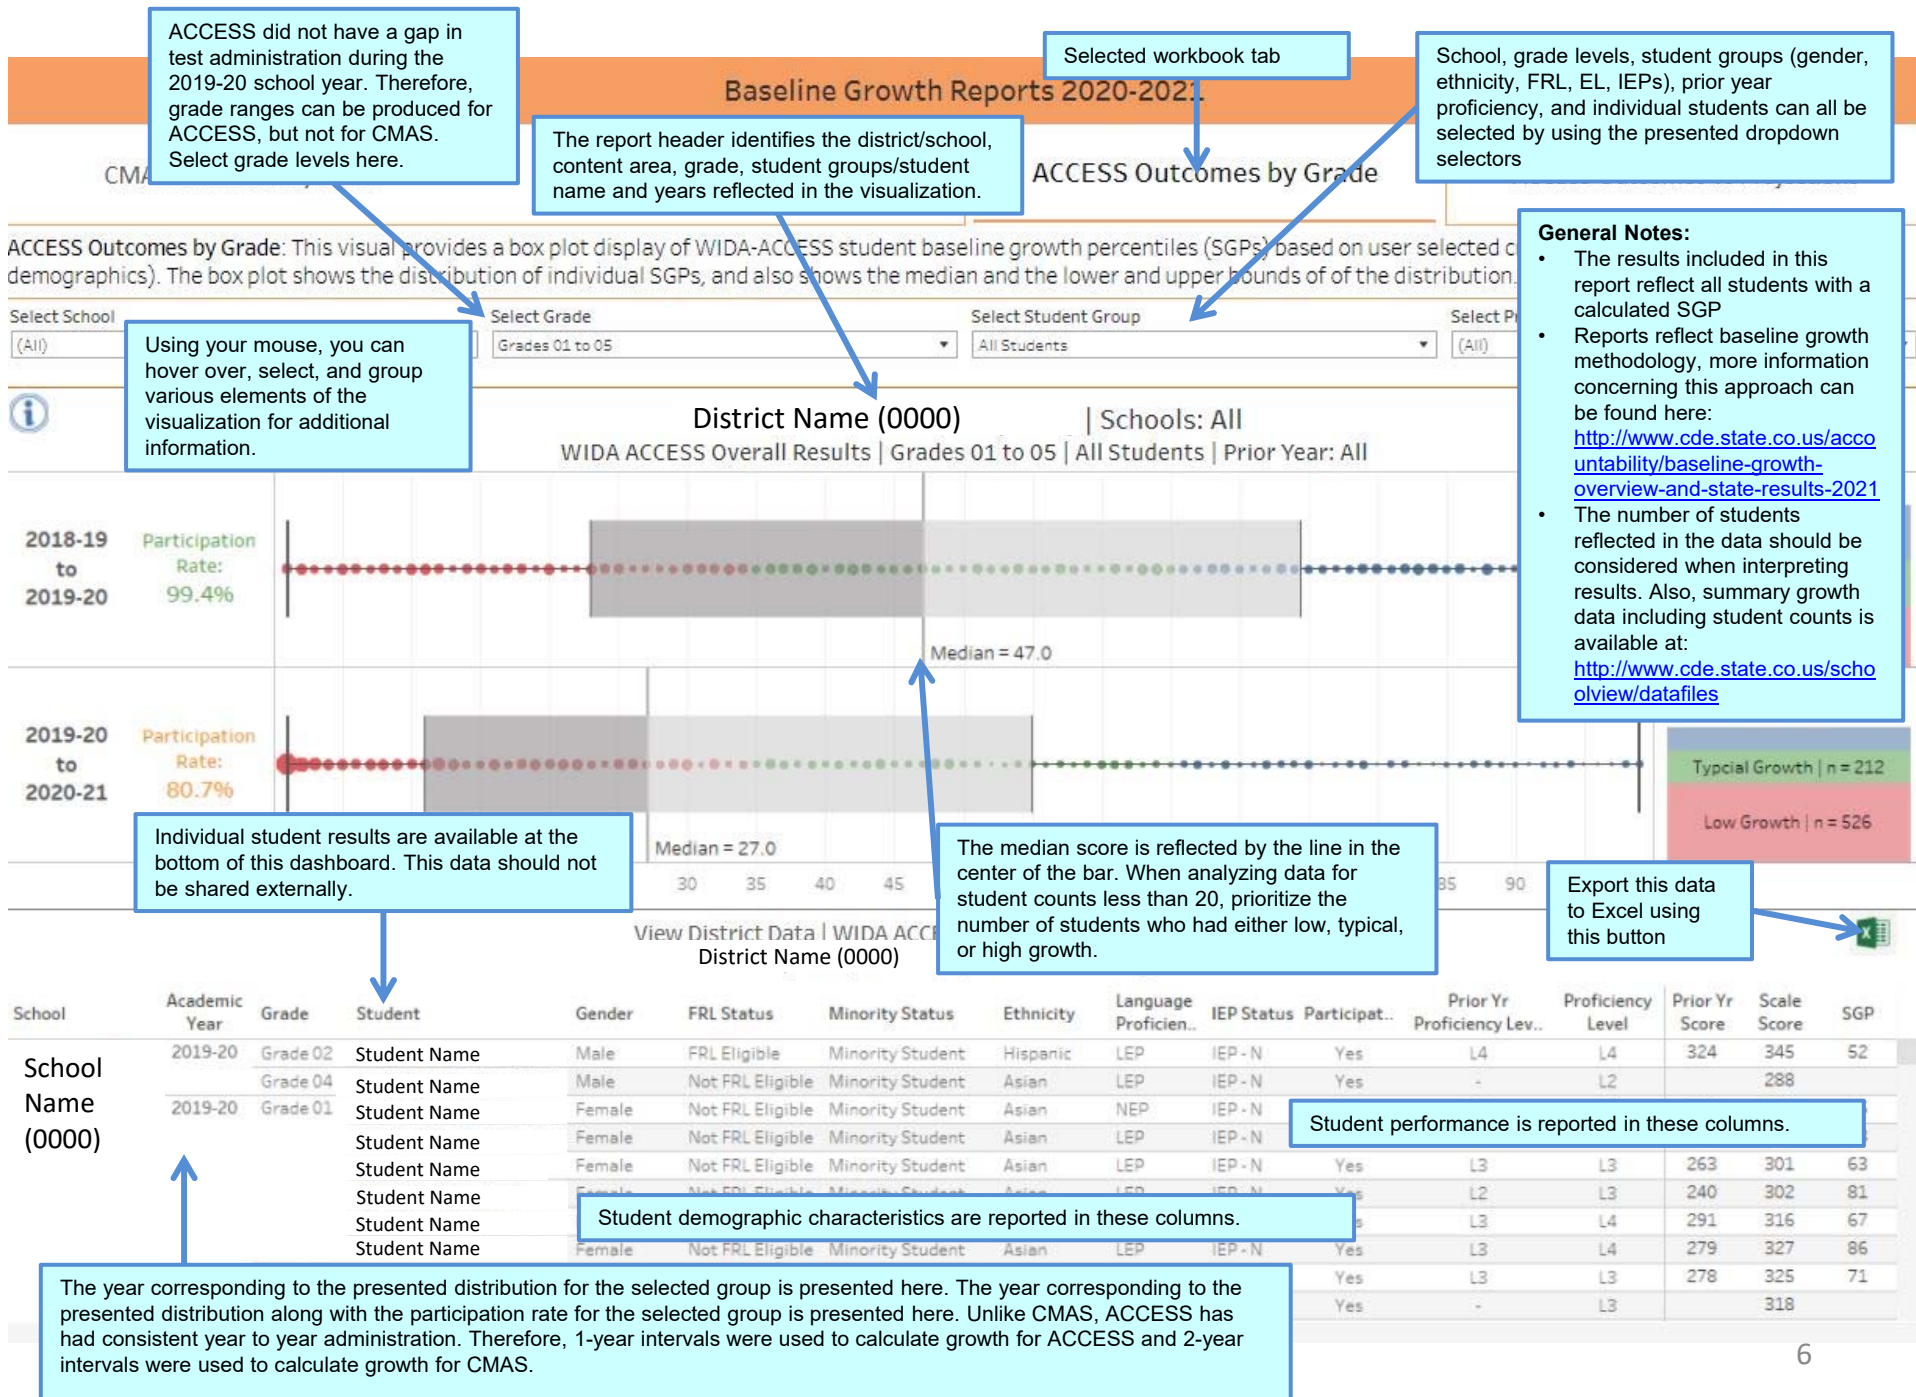 ACCESS did not have a gap in
test administration during the
2019-20 school year. Therefore,
grade ranges can be produced for
ACCESS, but not for CMAS.
Select grade levels here.
Selected workbook tab
School, grade levels, student groups (gender,
ethnicity, FRL, EL, IEPs), prior year
proficiency, and individual students can all be
selected by using the presented dropdown
selectors
Baseline Growth Reports 2020-2021
The report header identifies the district/school,
content area, grade, student groups/student
name and years reflected in the visualization.
ACCESS Outcomes by Grade
ACCESS Outcomes by Grade: This visual provides a box plot display of WIDA-ACCESS student baseline growth percentiles (SGPs) based on user selected
demographics). The box plot shows the distribution of individual SGPs, and also shows the median and the lower and upper bounds of of the distribution.
Select School
Select Grade
Select Student Group
Select
(All)
Grades 01 to 05
All Students
(All)
Using your mouse, you can
hover over, select, and group
various elements of the
visualization for additional
information.
General Notes:
• The results included in this
report reflect all students with a
calculated SGP
• Reports reflect baseline growth
methodology, more information
concerning this approach can
be found here:
http://www.cde.state.co.us/acco
untability/baseline-growth-
overview-and-state-results-2021
• The number of students
reflected in the data should be
considered when interpreting
results. Also, summary growth
data including student counts is
available at:
http://www.cde.state.co.us/scho
olview/datafiles
District Name (0000) | Schools: All
WIDA ACCESS Overall Results | Grades 01 to 05 | All Students | Prior Year: All
2018-19
to
2019-20
Participation
Rate:
99.4%
Median = 47.0
2019-20
to
2020-21
Participation
Rate:
80.7%
Median = 27.0
Typcial Growth | n = 212
Low Growth | n = 526
30 35 40 45 85 90
Individual student results are available at the
bottom of this dashboard. This data should not
be shared externally.
The median score is reflected by the line in the
center of the bar. When analyzing data for
student counts less than 20, prioritize the
number of students who had either low, typical,
or high growth.
Export this data
to Excel using
this button
View District Data | WIDA
District Name (0000)
School Academic Year Grade Student Gender FRL Status Minority Status Ethnicity Language Proficien.. IEP Status Participat.. Prior Yr Proficiency Lev.. Proficiency Level Prior Yr Score Scale Score SGP
School
Name
(0000)
2019-20 Grade 02 Student Name Male FRL Eligible Minority Student Hispanic LEP IEP - N Yes L4 L4 324 345 52
Grade 04 Student Name Male Not FRL Eligible Minority Student Asian LEP IEP - N Yes - L2 288
2019-20 Grade 01 Student Name Female Not FRL Eligible Minority Student Asian NEP IEP - N
Student Name Female Not FRL Eligible Minority Student Asian LEP IEP - N
Student performance is reported in these columns.
Student Name Female Not FRL Eligible Minority Student Asian LEP IEP - N Yes L3 L3 263 301 63
Student Name Female Not FRL Eligible Minority Student Asian LEP IEP - N Yes L2 L3 240 302 81
Student Name L3 L4 291 316 67
Student demographic characteristics are reported in these columns.
Student Name Female Not FRL Eligible Minority Student Asian LEP IEP - N Yes L3 L4 279 327 86
Yes L3 L3 278 325 71
Yes - L3 318
The year corresponding to the presented distribution for the selected group is presented here. The year corresponding to the
presented distribution along with the participation rate for the selected group is presented here. Unlike CMAS, ACCESS has
had consistent year to year administration. Therefore, 1-year intervals were used to calculate growth for ACCESS and 2-year
intervals were used to calculate growth for CMAS.
6